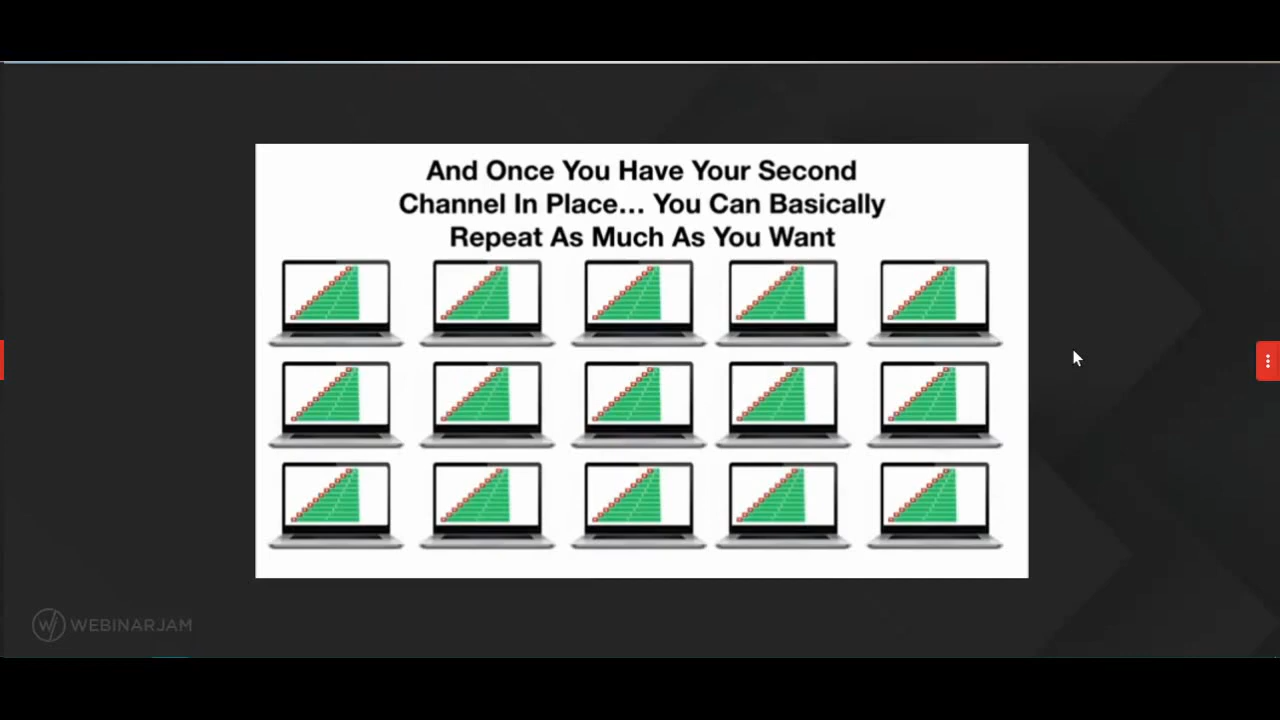 And Once You Have Your Second
Channel In Place... You Can Basically
Repeat As Much As You Want
WEBINARJAM